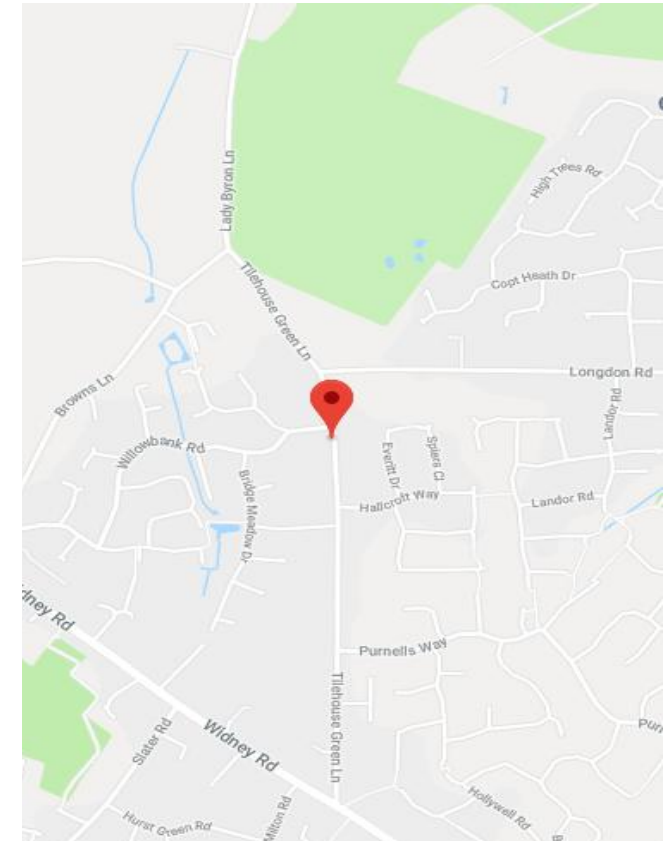 High Trees Rd
Lady Byron Ln
Copt Heath Dr
Tilehouse Green Ln
Longdon Rd
Browns Ln
Landor Rd
Willowbank Rd
Everitt Dr
Spiers Cl
Bridge Meadow Dr
Hallcroft Way
Landor Rd
Purnells Way
Tilehouse Green Ln
Widney Rd
Slater Rd
Hollywell Rd
Milton Rd
Hurst Green Rd